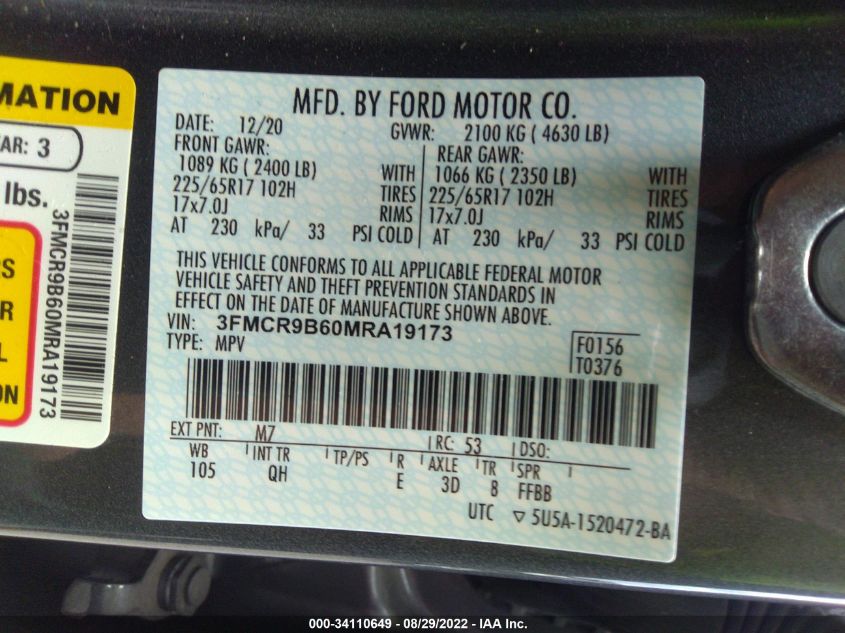 MATION
AR: 3
lbs.
3FMCR9B60MRA19173
PS
OR
L
ON
MFD. BY FORD MOTOR CO.
DATE: 12/20 GVWR: 2100 KG ( 4630 LB)
FRONT GAWR: REAR GAWR:
1089 KG ( 2400 LB) WITH 1066 KG ( 2350 LB) WITH
225/65R17 102H TIRES 225/65R17 102H TIRES
17x7.0J RIMS 17x7.0J RIMS
AT 230 kPa/ 33 PSI COLD AT 230 kPa/ 33 PSI COLD
THIS VEHICLE CONFORMS TO ALL APPLICABLE FEDERAL MOTOR
VEHICLE SAFETY AND THEFT PREVENTION STANDARDS IN
EFFECT ON THE DATE OF MANUFACTURE SHOWN ABOVE.
VIN: 3FMCR9B60MRA19173 F0156
TYPE: MPV T0376
EXT PNT: M7 RC: 53 DSO:
WB INT TR TP/PS R AXLE TR SPR
105 QH E 3D 8 FFBB
UTC ▽ 5U5A-1520472-BA
000-34110649 - 08/29/2022 - IAA Inc.